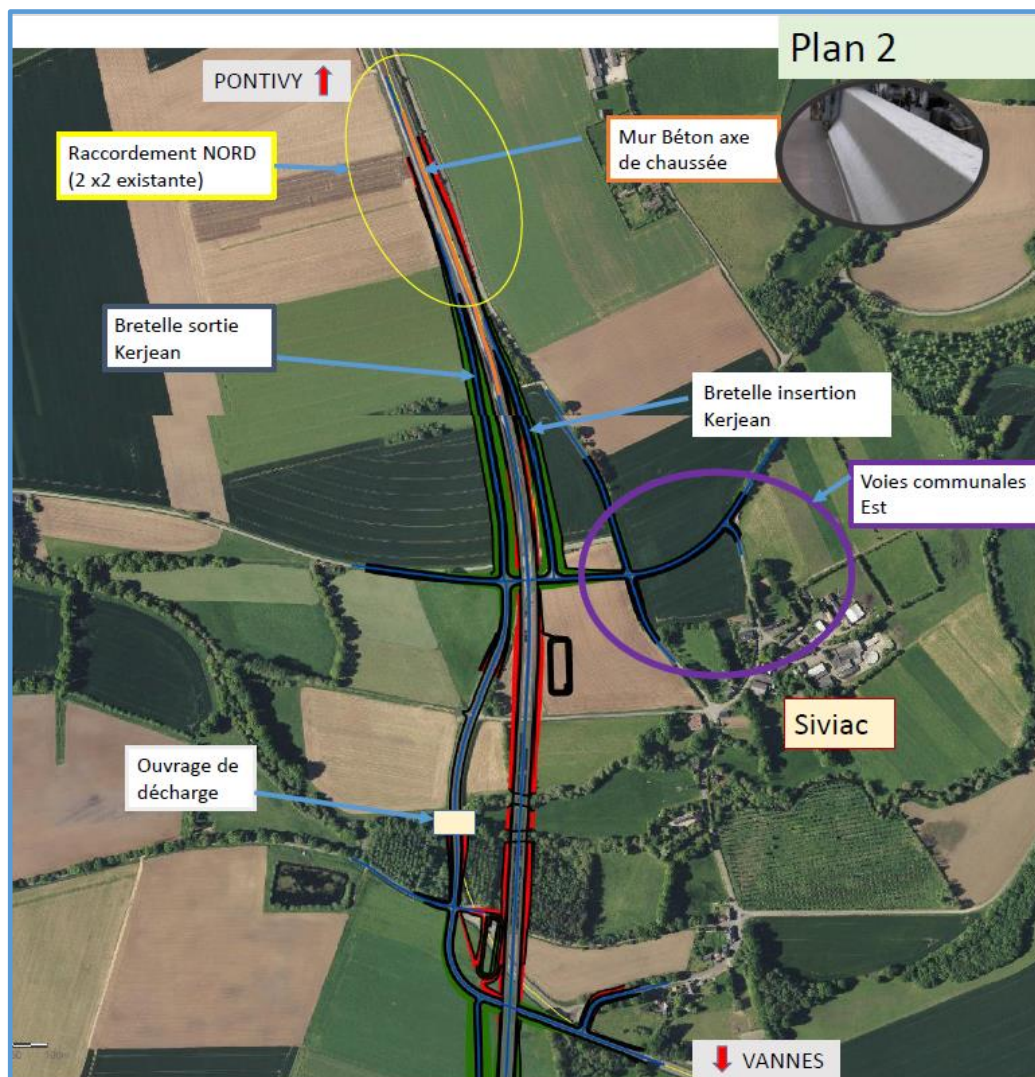 Plan 2
PONTIVY
Raccordement NORD
(2 x2 existante)
Mur Béton axe
de chaussée
Bretelle sortie
Kerjean
Bretelle insertion
Kerjean
Voies communales
Est
Siviac
Ouvrage de
décharge
VANNES